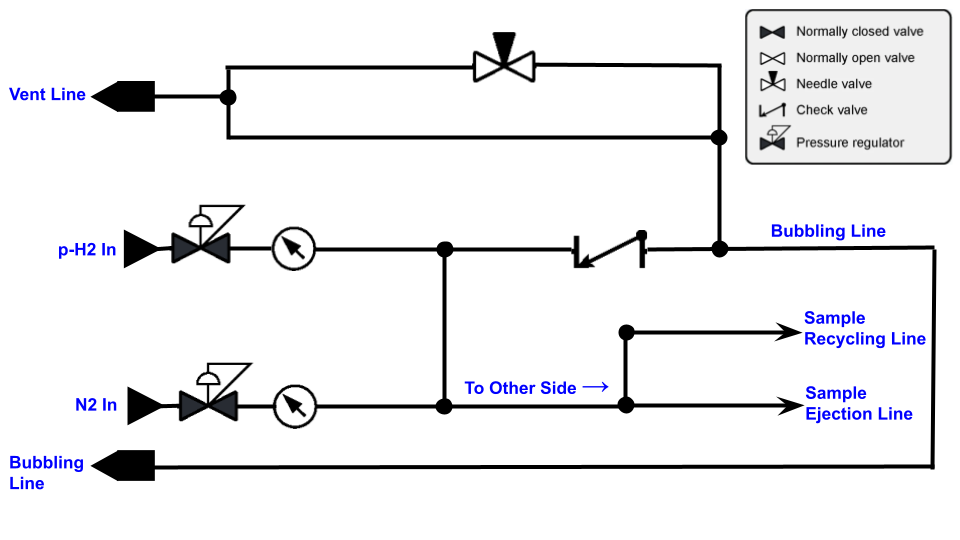 Normally closed valve
Normally open valve
Needle valve
Check valve
Pressure regulator
Vent Line
p-H2 In
Bubbling Line
Sample
Recycling Line
To Other Side →
N2 In
Sample
Ejection Line
Bubbling
Line